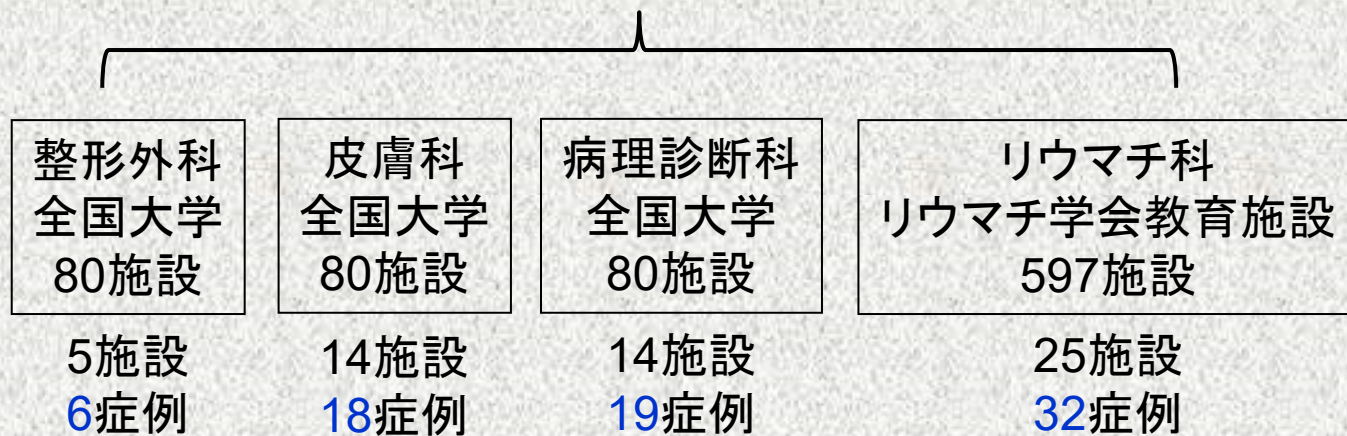 整形外科
全国大学
80施設
5施設
6症例
皮膚科
全国大学
80施設
14施設
18症例
病理診断科
全国大学
80施設
14施設
19症例
リウマチ科
リウマチ学会教育施設
597施設
25施設
32症例